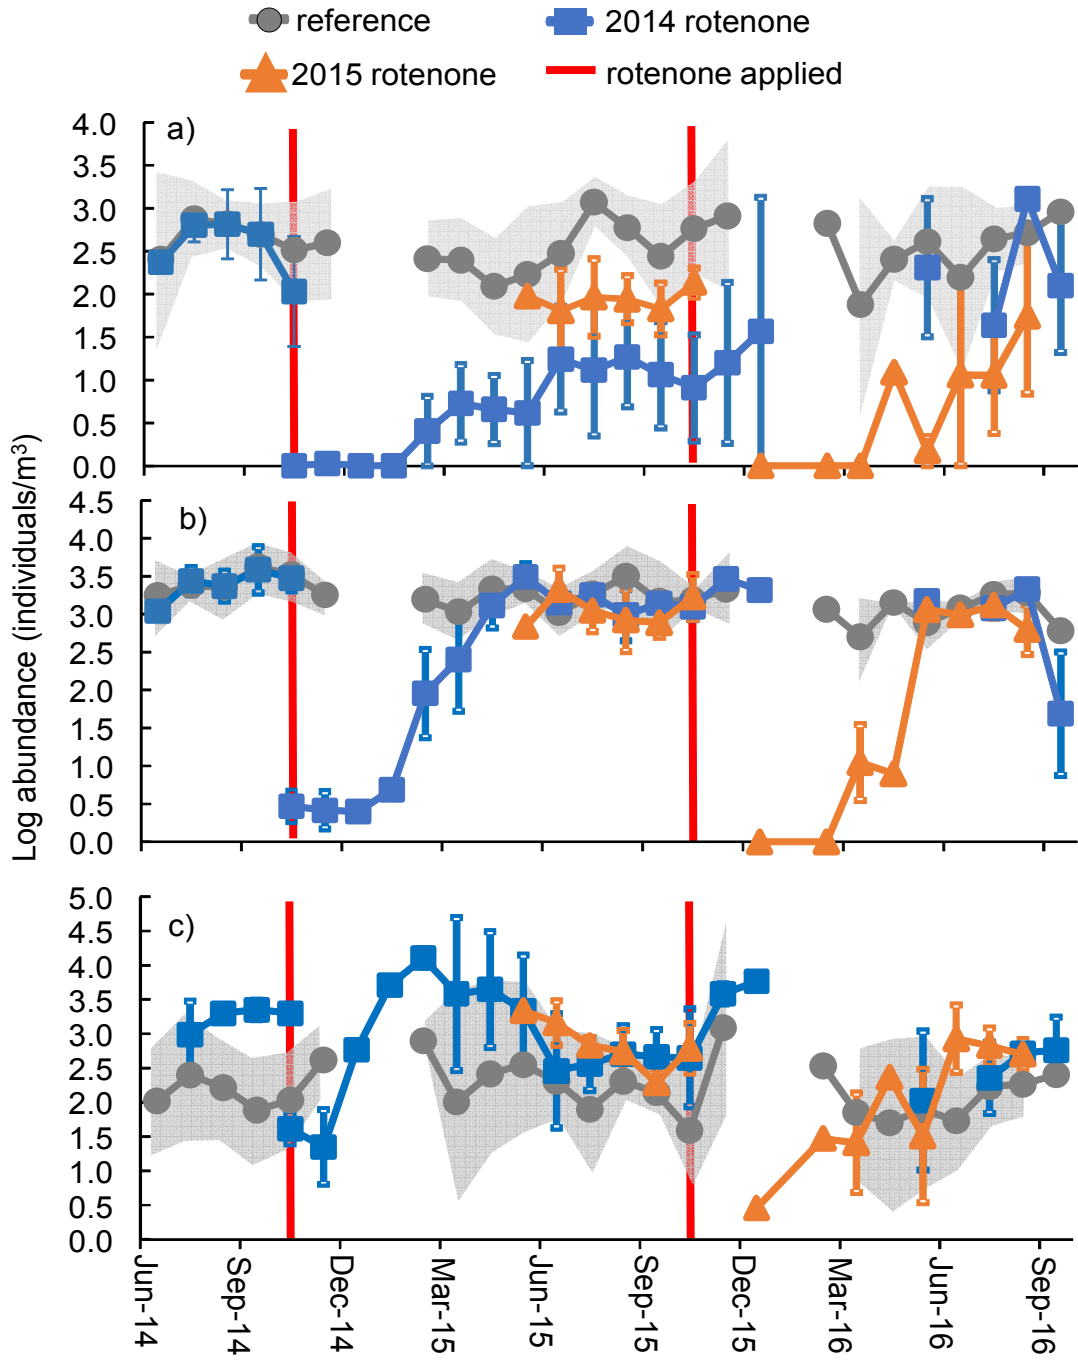 reference
2014 rotenone
2015 rotenone
rotenone applied
Log abundance (individuals/m³)
a)
4.0
3.5
3.0
2.5
2.0
1.5
1.0
0.5
0.0
b)
4.5
4.0
3.5
3.0
2.5
2.0
1.5
1.0
0.5
0.0
c)
5.0
4.5
4.0
3.5
3.0
2.5
2.0
1.5
1.0
0.5
0.0
Jun-14
Sep-14
Dec-14
Mar-15
Jun-15
Sep-15
Dec-15
Mar-16
Jun-16
Sep-16